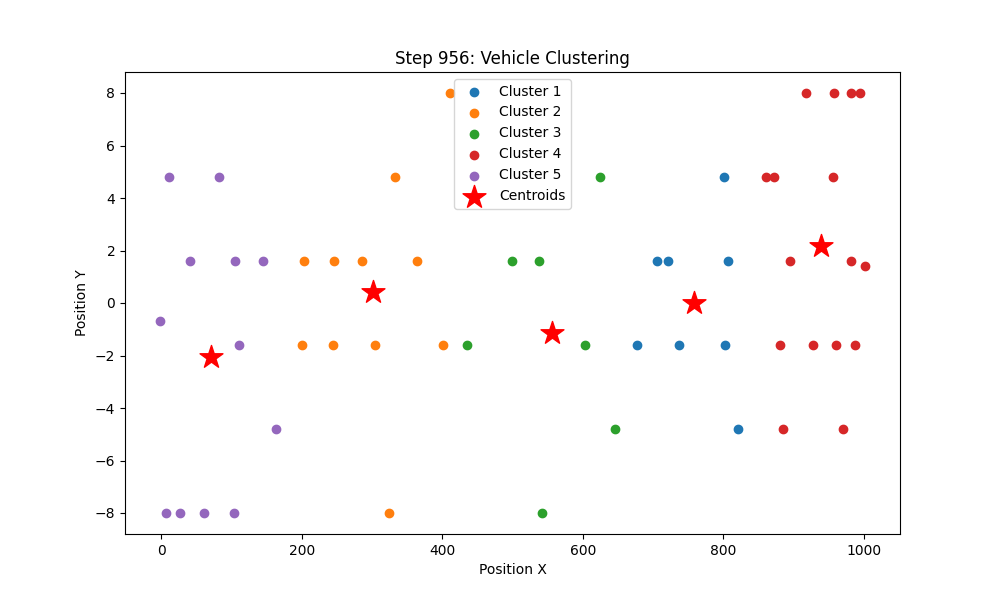 Step 956: Vehicle Clustering
Cluster 1
Cluster 2
Cluster 3
Cluster 4
Cluster 5
Centroids
Position Y
8
6
4
2
0
−2
−4
−6
−8
0 200 400 600 800 1000
Position X